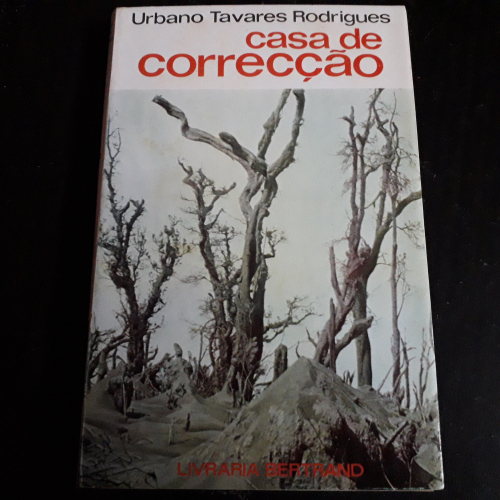 Urbano Tavares Rodrigues
casa de
correcção
LIVRARIA BERTRAND